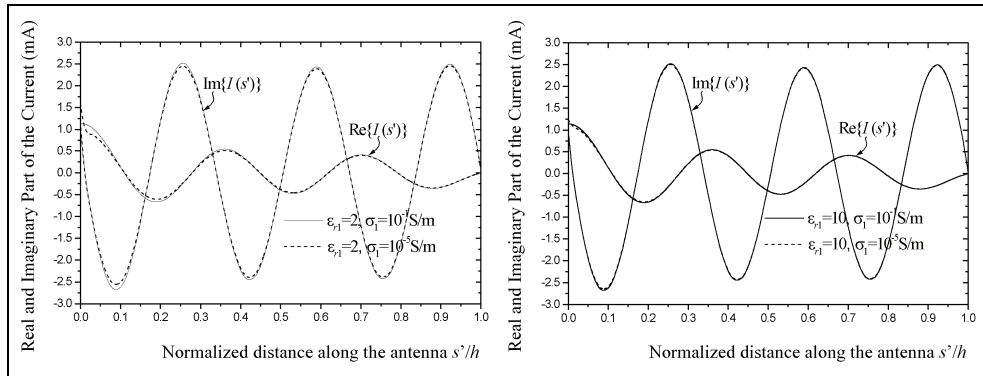 Real and Imaginary Part of the Current (mA)
3.0
2.5
2.0
1.5
1.0
0.5
0.0
-0.5
-1.0
-1.5
-2.0
-2.5
-3.0
Im{I (s')}
Re{I (s')}
εr1=2, σ1=10-1S/m
εr1=2, σ1=10-5S/m
0.0 0.1 0.2 0.3 0.4 0.5 0.6 0.7 0.8 0.9 1.0
Normalized distance along the antenna s'/h
Real and Imaginary Part of the Current (mA)
3.0
2.5
2.0
1.5
1.0
0.5
0.0
-0.5
-1.0
-1.5
-2.0
-2.5
-3.0
Im{I (s')}
Re{I (s')}
εr1=10, σ1=10-1S/m
εr1=10, σ1=10-5S/m
0.0 0.1 0.2 0.3 0.4 0.5 0.6 0.7 0.8 0.9 1.0
Normalized distance along the antenna s'/h